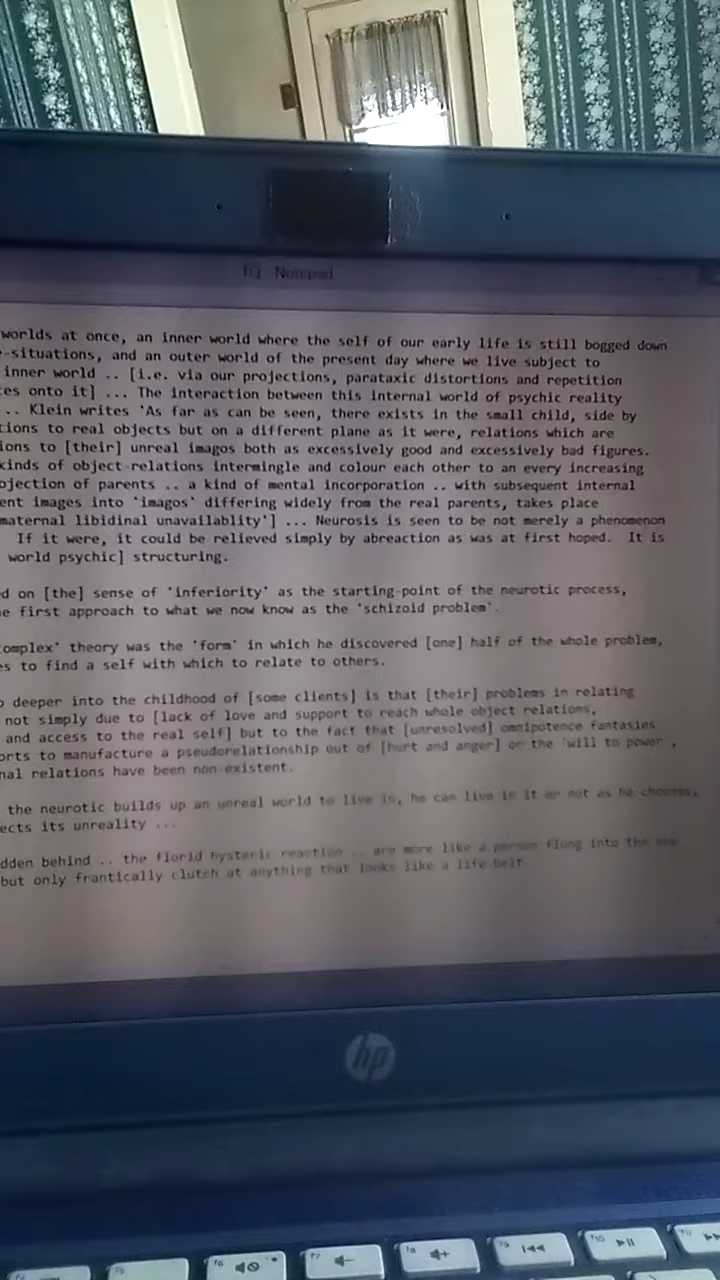 TG - Notepad
worlds at once, an inner world where the self of our early life is still bogged down
-situations, and an outer world of the present day where we live subject to
inner world .. [i.e. via our projections, parataxic distortions and repetition
es onto it] ... The interaction between this internal world of psychic reality
.. Klein writes 'As far as can be seen, there exists in the small child, side by
tions to real objects but on a different plane as it were, relations which are
ions to [their] unreal imagos both as excessively good and excessively bad figures.
kinds of object-relations intermingle and colour each other to an every increasing
ojection of parents .. a kind of mental incorporation .. with subsequent internal
ent images into 'imagos' differing widely from the real parents, takes place
maternal libidinal unavailablity'] ... Neurosis is seen to be not merely a phenomenon
If it were, it could be relieved simply by abreaction as was at first hoped. It is
world psychic] structuring.
d on [the] sense of 'inferiority' as the starting-point of the neurotic process,
e first approach to what we now know as the 'schizoid problem'.
complex' theory was the 'form' in which he discovered [one] half of the whole problem,
es to find a self with which to relate to others.
deeper into the childhood of [some clients] is that [their] problems in relating
not simply due to [lack of love and support to reach whole object relations,
and access to the real self] but to the fact that [unresolved] omnipotence fantasies
orts to manufacture a pseudorelationship out of [hurt and anger] or the 'will to power',
nal relations have been non-existent.
the neurotic builds up an unreal world to live in, he can live in it or not as he chooses,
ects its unreality ...
dden behind .. the florid hysteric reaction .. are more like a person flung into the sea
but only frantically clutch at anything that looks like a life-belt.
hp
f6
f7
f8
f9
f10